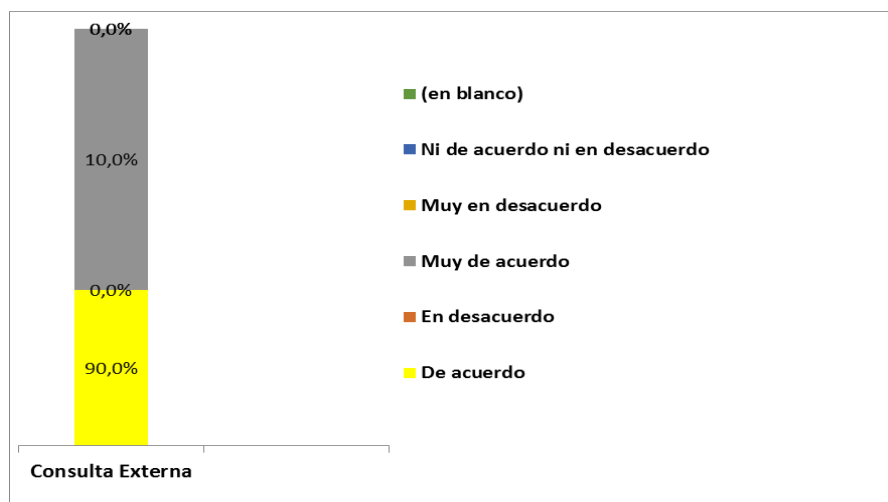 0,0%
10,0%
0,0%
90,0%
Consulta Externa
(en blanco)
Ni de acuerdo ni en desacuerdo
Muy en desacuerdo
Muy de acuerdo
En desacuerdo
De acuerdo